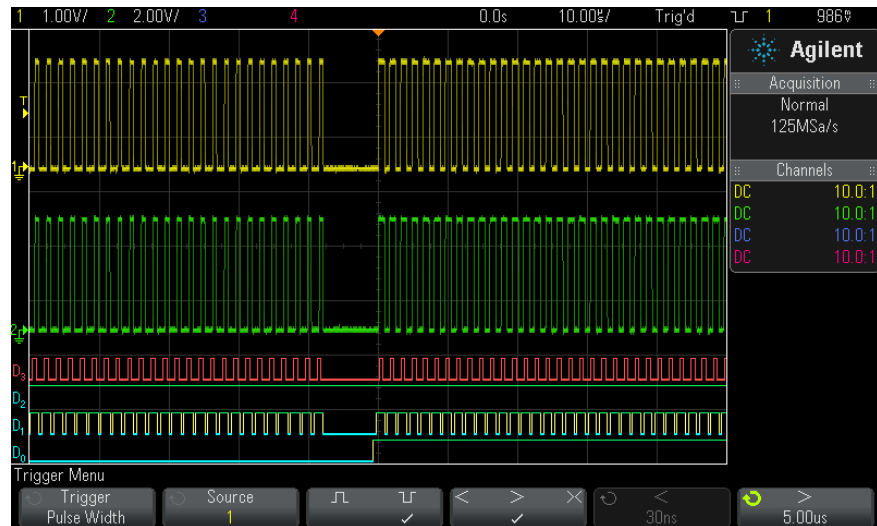 1 1.00V/ 2 2.00V/ 3 4 0.0s 10.00µs/ Trig'd 1 986V
Agilent
Acquisition
Normal
125MSa/s
Channels
DC 10.0:1
DC 10.0:1
DC 10.0:1
DC 10.0:1
T
1
2
D3
D2
D1
D0
Trigger Menu
Trigger Source < > >< < >
Pulse Width 1 30ns 5.00us